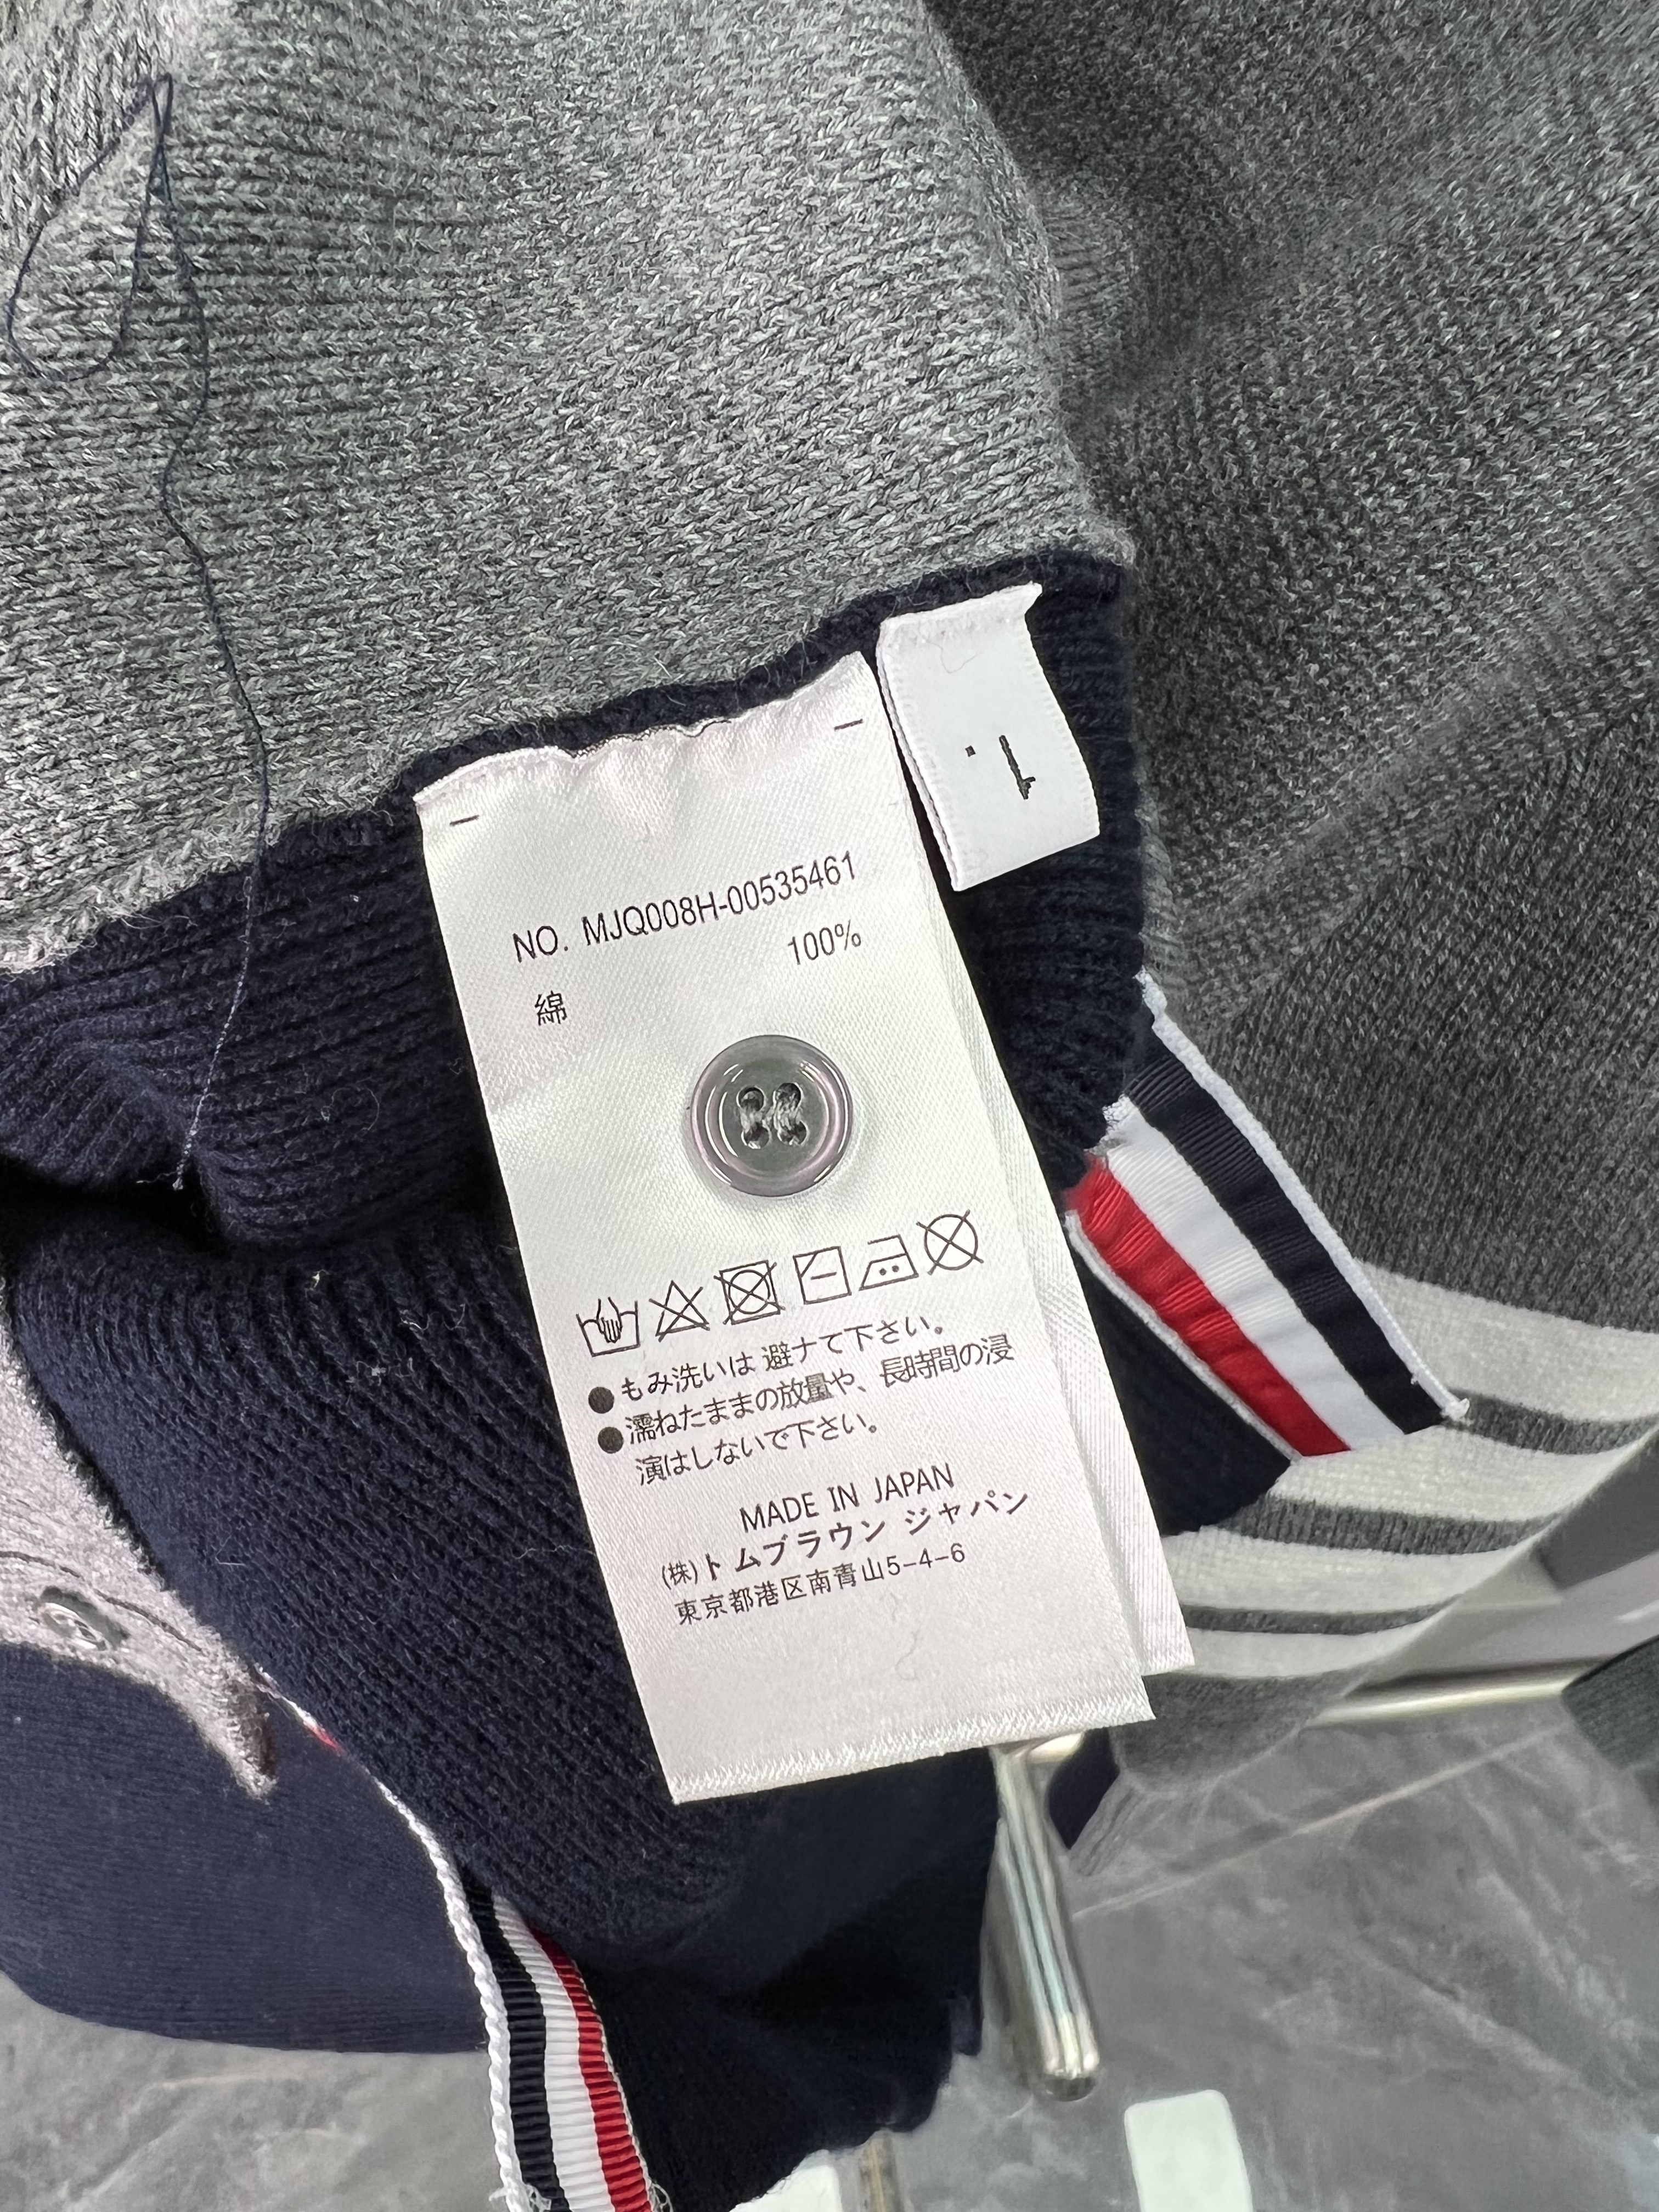 1.
NO. MJQ008H-00535461
100%
綿
●もみ洗いは避ナて下さい。
●濡ねたままの放量や、長時間の浸
演はしないで下さい。
MADE IN JAPAN
(株)トムブラウン ジャパン
東京都港区南青山5-4-6